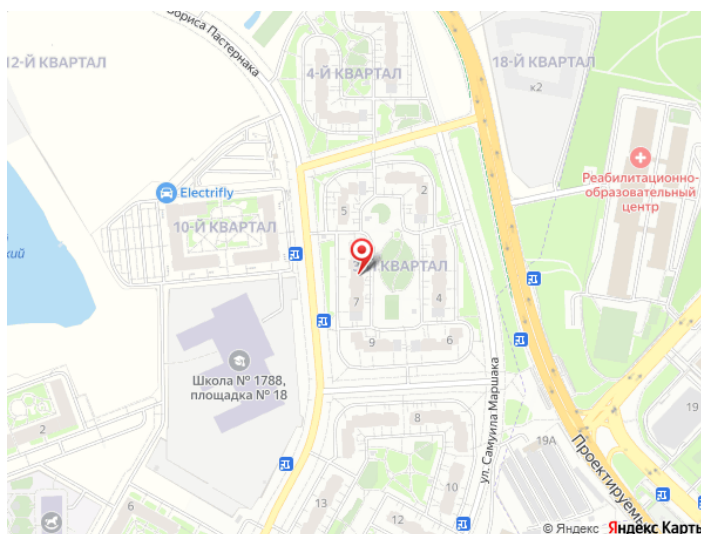 Бориса Пастернака
12-Й КВАРТАЛ
4-Й КВАРТАЛ
18-Й КВАРТАЛ
к2
Реабилитационно-
образовательный
центр
Electrifly
2
5
10-Й КВАРТАЛ
КВАРТАЛ
7
4
9
6
Школа № 1788,
площадка № 18
ул. Самуила Маршака
8
2
19
19А
10
13
12
6
Проектируемы
© Яндекс Яндекс Карты